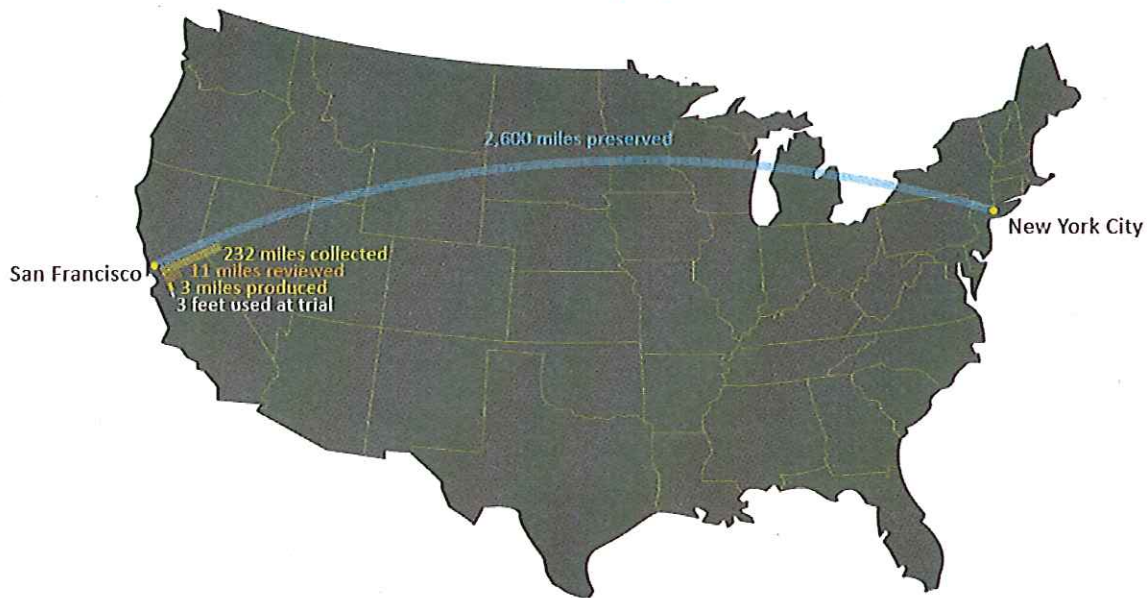 2,600 miles preserved
New York City
232 miles collected
San Francisco
11 miles reviewed
3 miles produced
3 feet used at trial